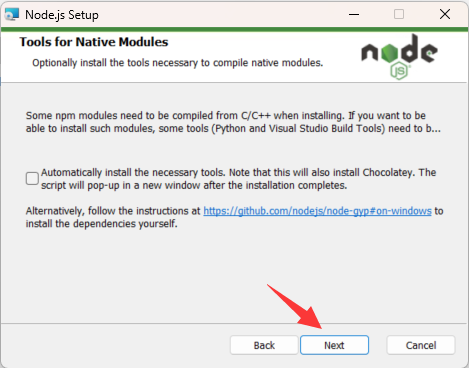 Node.js Setup
Tools for Native Modules
Optionally install the tools necessary to compile native modules.
node
JS
Some npm modules need to be compiled from C/C++ when installing. If you want to be
able to install such modules, some tools (Python and Visual Studio Build Tools) need to b...
Automatically install the necessary tools. Note that this will also install Chocolatey. The
script will pop-up in a new window after the installation completes.
Alternatively, follow the instructions at https://github.com/nodejs/node-gyp#on-windows to
install the dependencies yourself.
Back Next Cancel